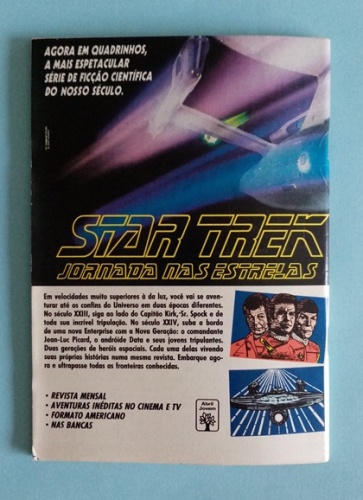 AGORA EM QUADRINHOS,
A MAIS ESPETACULAR
SÉRIE DE FICÇÃO CIENTÍFICA
DO NOSSO SÉCULO.
STAR TREK
JORNADA NAS ESTRELAS
Em velocidades muito superiores à da luz, você vai se aven-
turar até os confins do Universo em duas épocas diferentes.
No século XXIII, siga ao lado do Capitão Kirk, Sr. Spock e de
toda sua incrível tripulação. No século XXIV, sube a bordo
de uma nova Enterprise com a Nova Geração: o comandante
Jean-Luc Picard, o andróide Data e seus jovens tripulantes.
Duas gerações de heróis espaciais. Cada uma delas vivendo
suas próprias histórias numa mesma revista. Embarque ago-
ra e ultrapasse todas as fronteiras conhecidas.
• REVISTA MENSAL
• AVENTURAS INÉDITAS NO CINEMA E TV
• FORMATO AMERICANO
• NAS BANCAS
Abril
Jovem